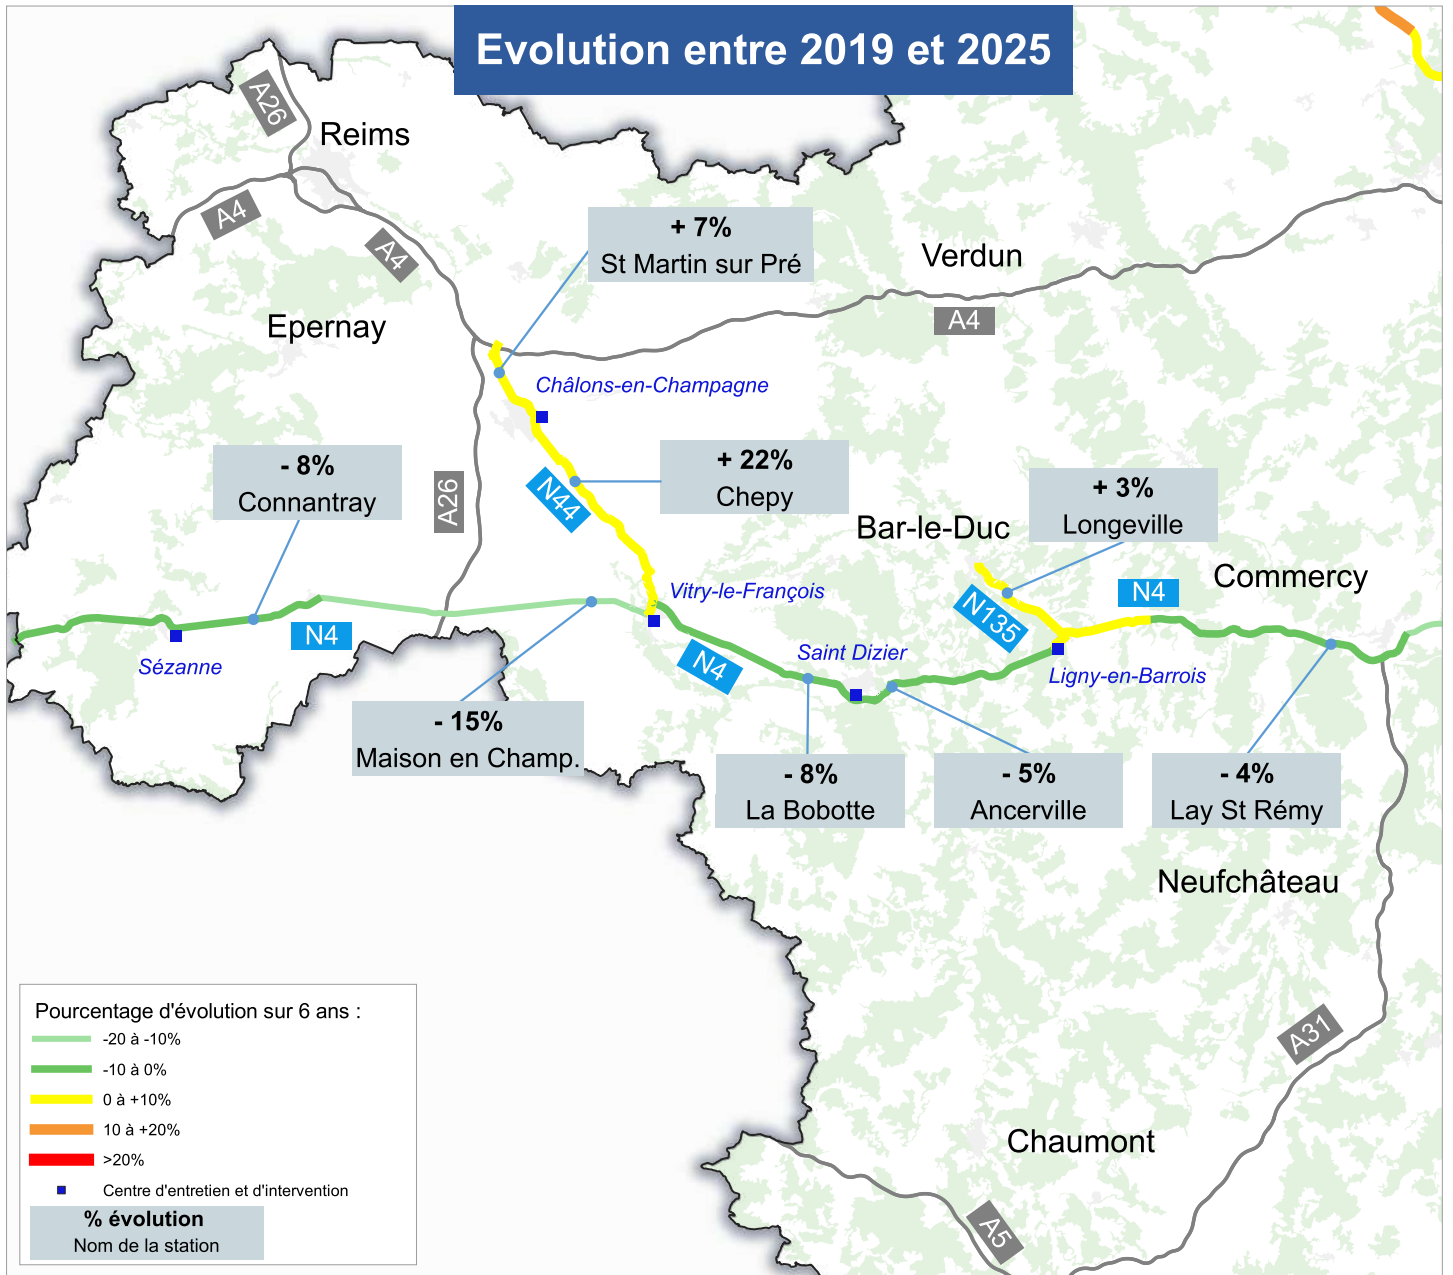 Evolution entre 2019 et 2025
A26
Reims
A4
A4
+ 7%
St Martin sur Pré
Verdun
A4
Epernay
Châlons-en-Champagne
- 8%
Connantray
A26
N44
+ 22%
Chepy
+ 3%
Longeville
Bar-le-Duc
Commercy
N4
N135
Vitry-le-François
N4
Sézanne
N4
Saint Dizier
Ligny-en-Barrois
- 15%
Maison en Champ.
- 8%
La Bobotte
- 5%
Ancerville
- 4%
Lay St Rémy
Neufchâteau
A31
Chaumont
A5
Pourcentage d'évolution sur 6 ans :
-20 à -10%
-10 à 0%
0 à +10%
10 à +20%
>20%
Centre d'entretien et d'intervention
% évolution
Nom de la station